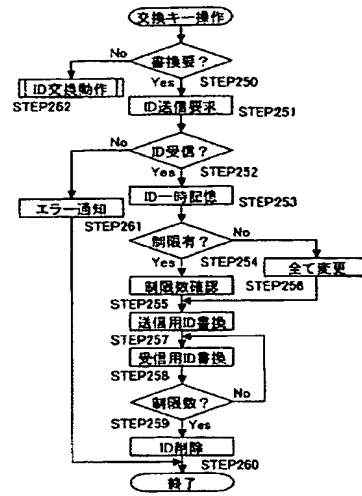 交換キー操作
No
書換要？
ID交換動作
Yes
STEP250
STEP262
ID送信要求
STEP251
No
ID受信？
Yes
STEP252
ID一時記憶
STEP253
エラー通知
STEP261
制限有？
No
Yes
STEP254
全て変更
STEP256
制限数確認
STEP255
送信用ID書換
STEP257
受信用ID書換
STEP258
制限数？
No
STEP259
Yes
ID削除
STEP260
終了